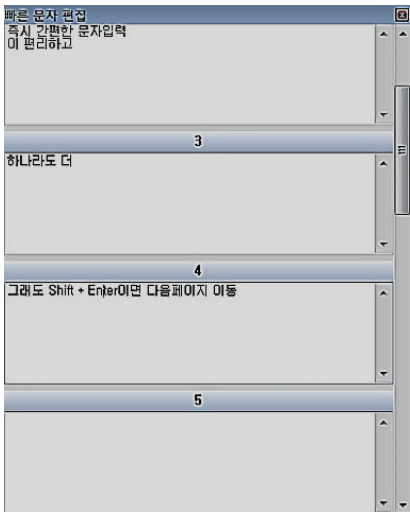 빠른 문자 편집
즉시 간편한 문자입력
이 편리하고
3
하나라도 더
4
그래도 Shift + Enter이면 다음페이지 이동
5